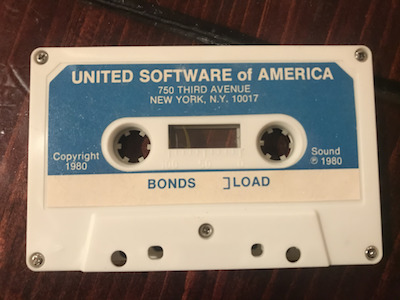 UNITED SOFTWARE of AMERICA
750 THIRD AVENUE
NEW YORK, N.Y. 10017
Copyright
1980
Sound
℗ 1980
BONDS ]LOAD